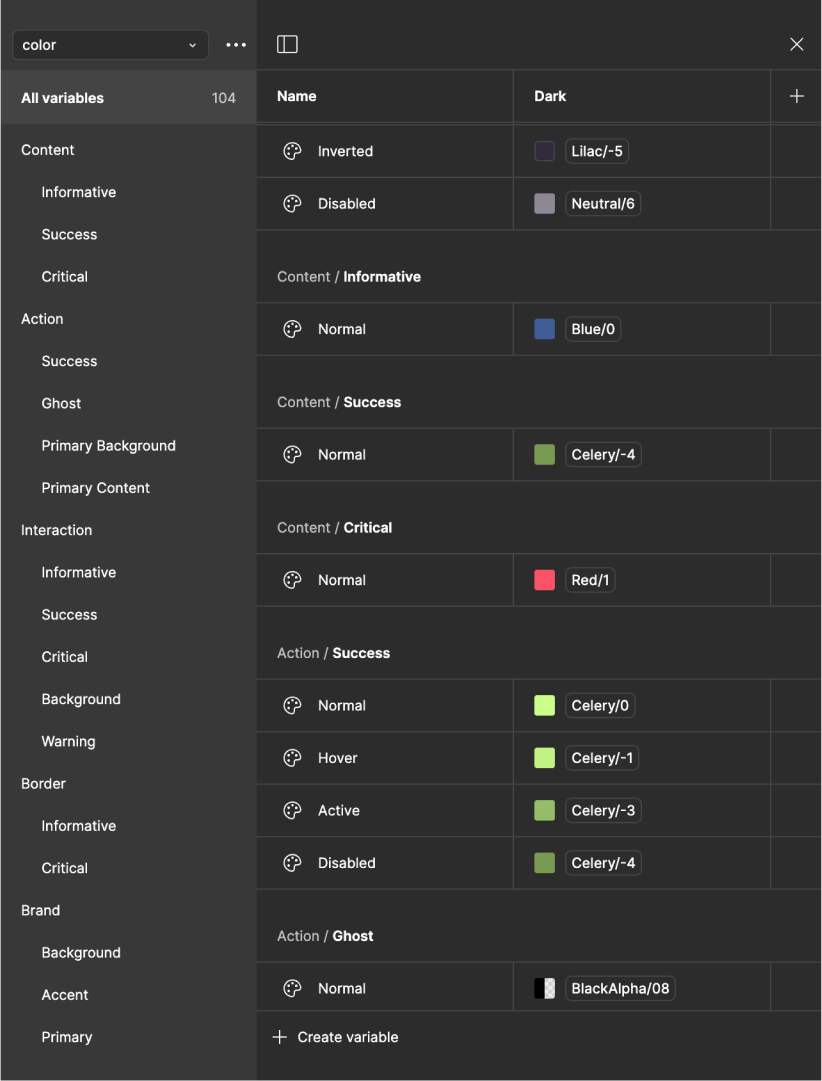 color
All variables 104
Content
Informative
Success
Critical
Action
Success
Ghost
Primary Background
Primary Content
Interaction
Informative
Success
Critical
Background
Warning
Border
Informative
Critical
Brand
Background
Accent
Primary
Name Dark
Inverted Lilac/-5
Disabled Neutral/6
Content / Informative
Normal Blue/0
Content / Success
Normal Celery/-4
Content / Critical
Normal Red/1
Action / Success
Normal Celery/0
Hover Celery/-1
Active Celery/-3
Disabled Celery/-4
Action / Ghost
Normal BlackAlpha/08
Create variable